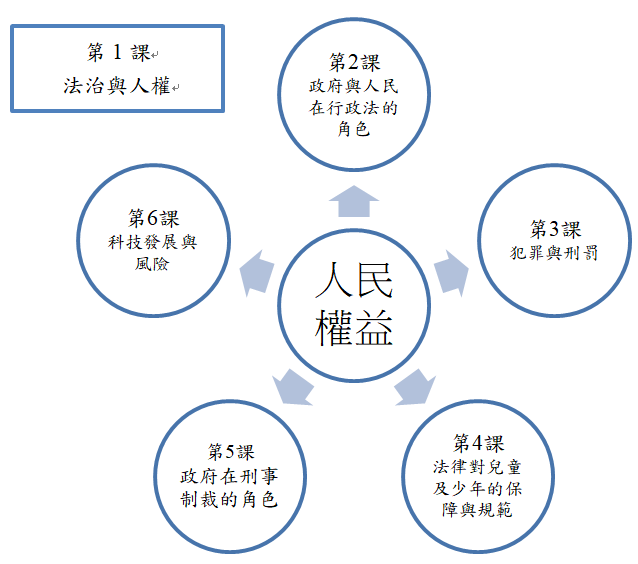 第 1 課
法治與人權
第2課
政府與人民
在行政法的
角色
第3課
犯罪與刑罰
第4課
法律對兒童
及少年的保
障與規範
第5課
政府在刑事
制裁的角色
第6課
科技發展與
風險
人民
權益